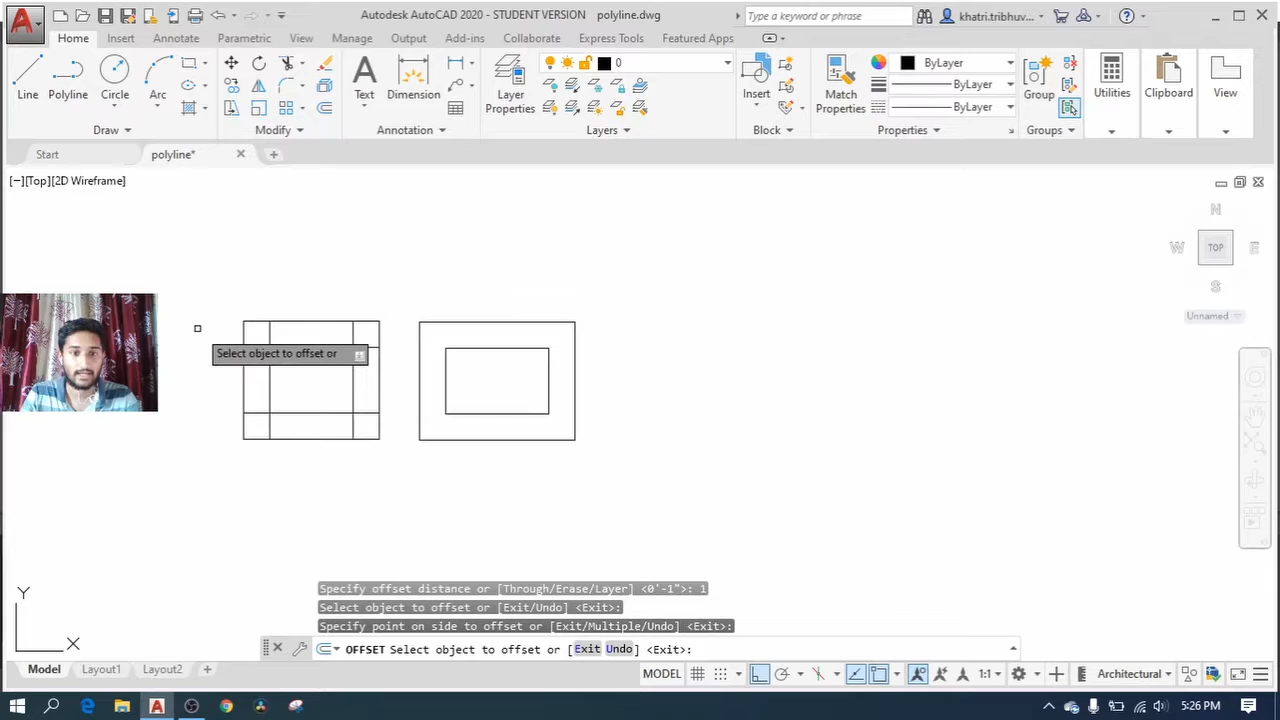 Autodesk AutoCAD 2020 - STUDENT VERSION polyline.dwg
Type a keyword or phrase
khatri.tribhuv...
Home Insert Annotate Parametric View Manage Output Add-ins Collaborate Express Tools Featured Apps
Line Polyline Circle Arc
Text Dimension
Layer Properties
0
Insert
Match Properties
ByLayer
ByLayer
ByLayer
Group
Utilities
Clipboard
View
Draw Modify Annotation Layers Block Properties Groups
Start polyline*
[−][Top][2D Wireframe]
N
W TOP E
S
Unnamed
Select object to offset or
Y
X
Specify offset distance or [Through/Erase/Layer] <0'-1">: 1
Select object to offset or [Exit/Undo] <Exit>:
Specify point on side to offset or [Exit/Multiple/Undo] <Exit>:
OFFSET Select object to offset or [Exit Undo] <Exit>:
Model Layout1 Layout2 +
MODEL 1:1 Architectural
5:26 PM